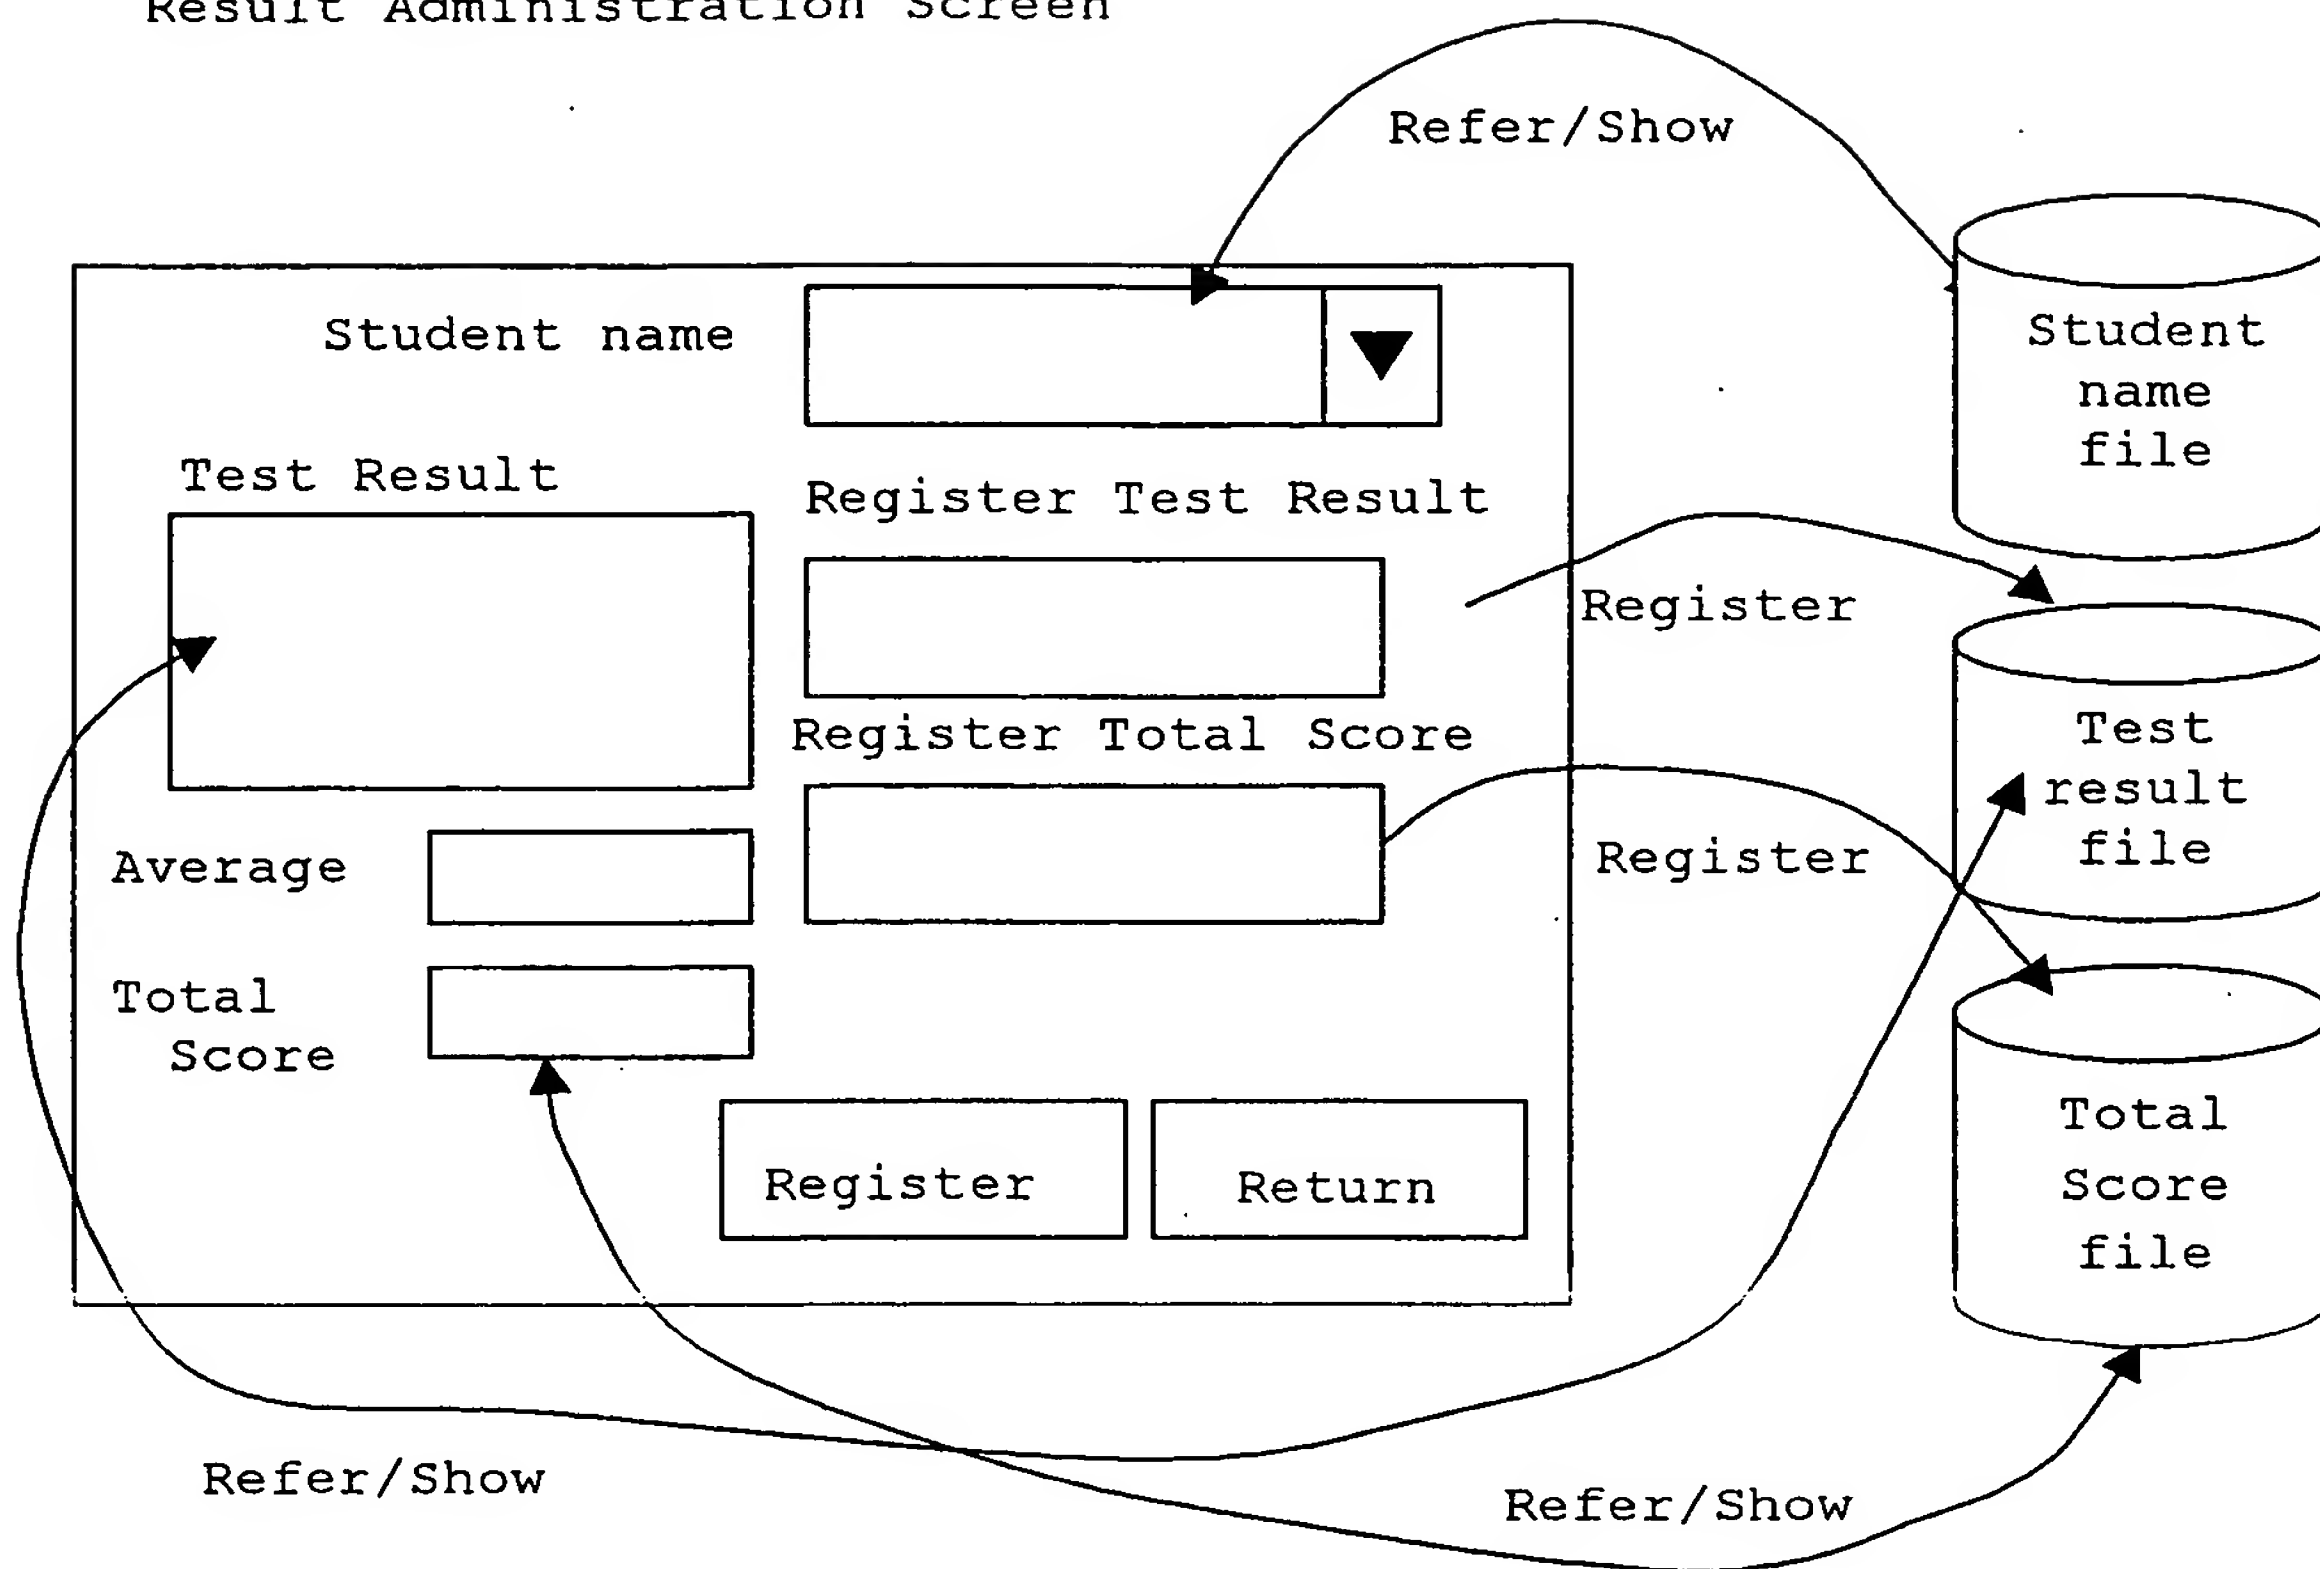 Result Administration Screen
Refer/Show
Student name
Student
name
file
Test Result
Register Test Result
Register
Register Total Score
Test
result
file
Average
Register
Total
Score
Total
Score
file
Register
Return
Refer/Show
Refer/Show